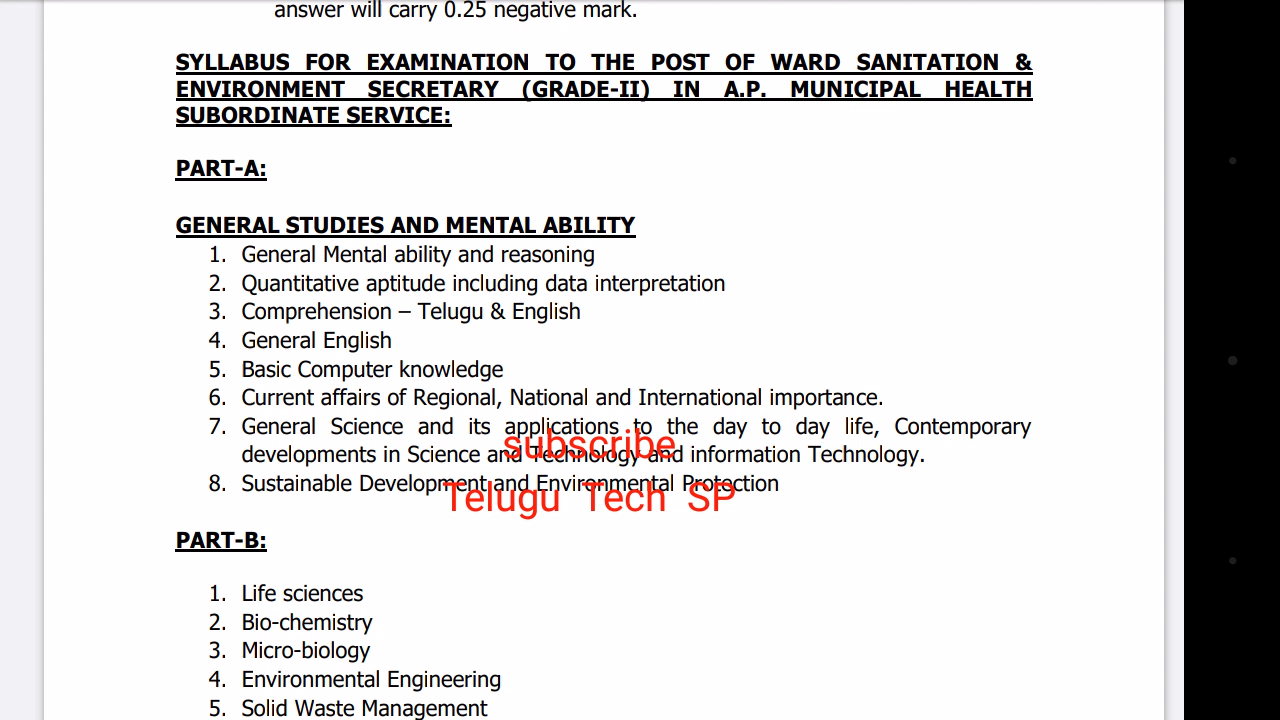 answer will carry 0.25 negative mark.
SYLLABUS FOR EXAMINATION TO THE POST OF WARD SANITATION &
ENVIRONMENT SECRETARY (GRADE-II) IN A.P. MUNICIPAL HEALTH
SUBORDINATE SERVICE:
PART-A:
GENERAL STUDIES AND MENTAL ABILITY
1. General Mental ability and reasoning
2. Quantitative aptitude including data interpretation
3. Comprehension – Telugu & English
4. General English
5. Basic Computer knowledge
6. Current affairs of Regional, National and International importance.
7. General Science and its applications to the day to day life, Contemporary
developments in Science and Technology and information Technology.
8. Sustainable Development and Environmental Protection
subscribe
Telugu Tech SP
PART-B:
1. Life sciences
2. Bio-chemistry
3. Micro-biology
4. Environmental Engineering
5. Solid Waste Management